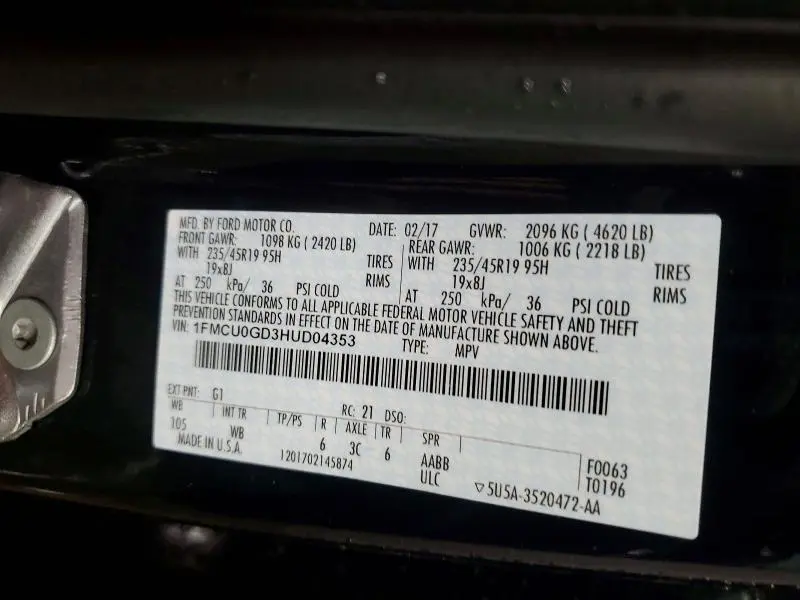 MFD. BY FORD MOTOR CO. DATE: 02/17 GVWR: 2096 KG ( 4620 LB)
FRONT GAWR: 1098 KG ( 2420 LB) REAR GAWR: 1006 KG ( 2218 LB)
WITH 235/45R19 95H TIRES WITH 235/45R19 95H TIRES
19x8J RIMS 19x8J RIMS
AT 250 kPa/ 36 PSI COLD AT 250 kPa/ 36 PSI COLD
THIS VEHICLE CONFORMS TO ALL APPLICABLE FEDERAL MOTOR VEHICLE SAFETY AND THEFT
PREVENTION STANDARDS IN EFFECT ON THE DATE OF MANUFACTURE SHOWN ABOVE.
VIN: 1FMCU0GD3HUD04353 TYPE: MPV
EXT PNT: G1 RC: 21 DSO:
WB INT TR TP/PS R AXLE TR SPR
105 WB 6 3C 6 AABB F0063
MADE IN U.S.A. 1201702145874 ULC T0196
▽5U5A-3520472-AA